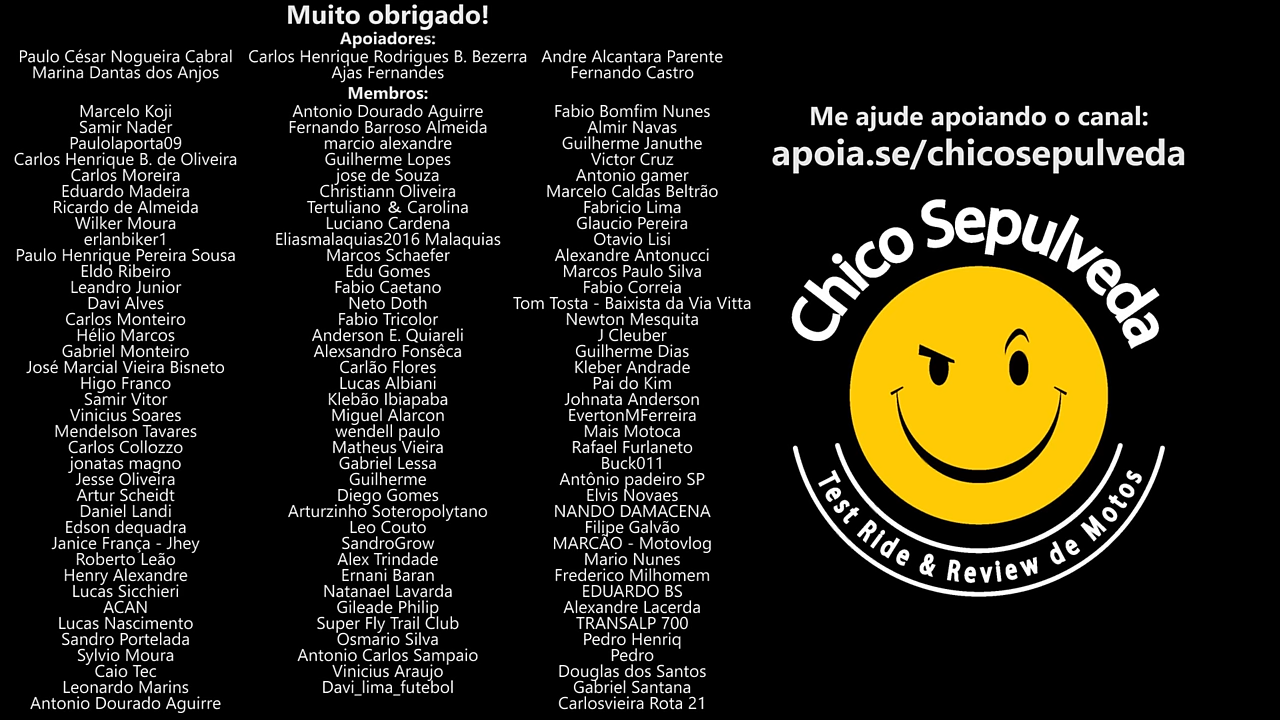 Muito obrigado!
Apoiadores:
Paulo César Nogueira Cabral
Carlos Henrique Rodrigues B. Bezerra
Andre Alcantara Parente
Marina Dantas dos Anjos
Ajas Fernandes
Fernando Castro
Membros:
Marcelo Koji
Samir Nader
Paulolaporta09
Carlos Henrique B. de Oliveira
Carlos Moreira
Eduardo Madeira
Ricardo de Almeida
Wilker Moura
erlanbiker1
Paulo Henrique Pereira Sousa
Eldo Ribeiro
Leandro Junior
Davi Alves
Carlos Monteiro
Hélio Marcos
Gabriel Monteiro
José Marcial Vieira Bisneto
Higo Franco
Samir Vitor
Vinicius Soares
Mendelson Tavares
Carlos Collozzo
jonatas magno
Jesse Oliveira
Artur Scheidt
Daniel Landi
Edson dequadra
Janice França - Jhey
Roberto Leão
Henry Alexandre
Lucas Sicchieri
ACAN
Lucas Nascimento
Sandro Portelada
Sylvio Moura
Caio Tec
Leonardo Marins
Antonio Dourado Aguirre
Antonio Dourado Aguirre
Fernando Barroso Almeida
marcio alexandre
Guilherme Lopes
jose de Souza
Christiann Oliveira
Tertuliano & Carolina
Luciano Cardena
Eliasmalaquias2016 Malaquias
Marcos Schaefer
Edu Gomes
Fabio Caetano
Neto Doth
Fabio Tricolor
Anderson E. Quiareli
Alexsandro Fonsêca
Carlão Flores
Lucas Albiani
Klebão Ibiapaba
Miguel Alarcon
wendell paulo
Matheus Vieira
Gabriel Lessa
Guilherme
Diego Gomes
Arturzinho Soteropolytano
Leo Couto
SandroGrow
Alex Trindade
Ernani Baran
Natanael Lavarda
Gileade Philip
Super Fly Trail Club
Osmario Silva
Antonio Carlos Sampaio
Vinicius Araujo
Davi_lima_futebol
Fabio Bomfim Nunes
Almir Navas
Guilherme Januthe
Victor Cruz
Antonio gamer
Marcelo Caldas Beltrão
Fabricio Lima
Glaucio Pereira
Otavio Lisi
Alexandre Antonucci
Marcos Paulo Silva
Fabio Correia
Tom Tosta - Baixista da Via Vitta
Newton Mesquita
J Cleuber
Guilherme Dias
Kleber Andrade
Pai do Kim
Johnata Anderson
EvertonMFerreira
Mais Motoca
Rafael Furlaneto
Buck011
Antônio padeiro SP
Elvis Novaes
NANDO DAMACENA
Filipe Galvão
MARCÃO - Motovlog
Mario Nunes
Frederico Milhomem
EDUARDO BS
Alexandre Lacerda
TRANSALP 700
Pedro Henriq
Pedro
Douglas dos Santos
Gabriel Santana
Carlosvieira Rota 21
Me ajude apoiando o canal:
apoia.se/chicosepulveda
Chico Sepulveda
Test Ride & Review de Motos